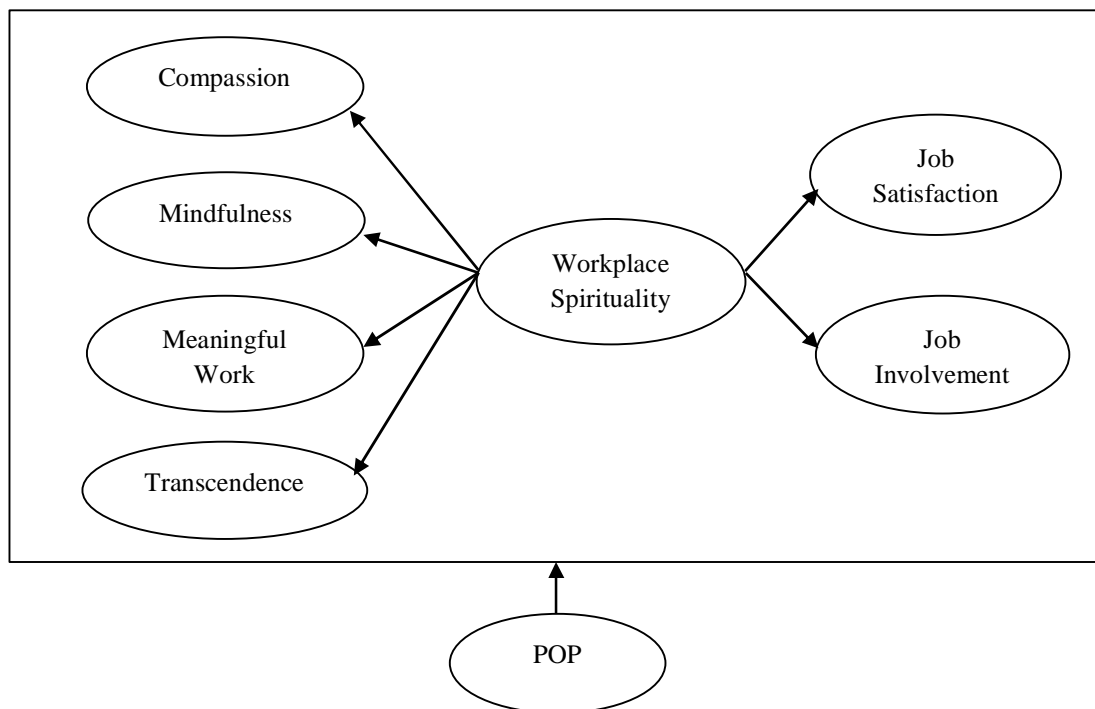 Compassion
Mindfulness
Meaningful
Work
Transcendence
Workplace
Spirituality
Job
Satisfaction
Job
Involvement
POP